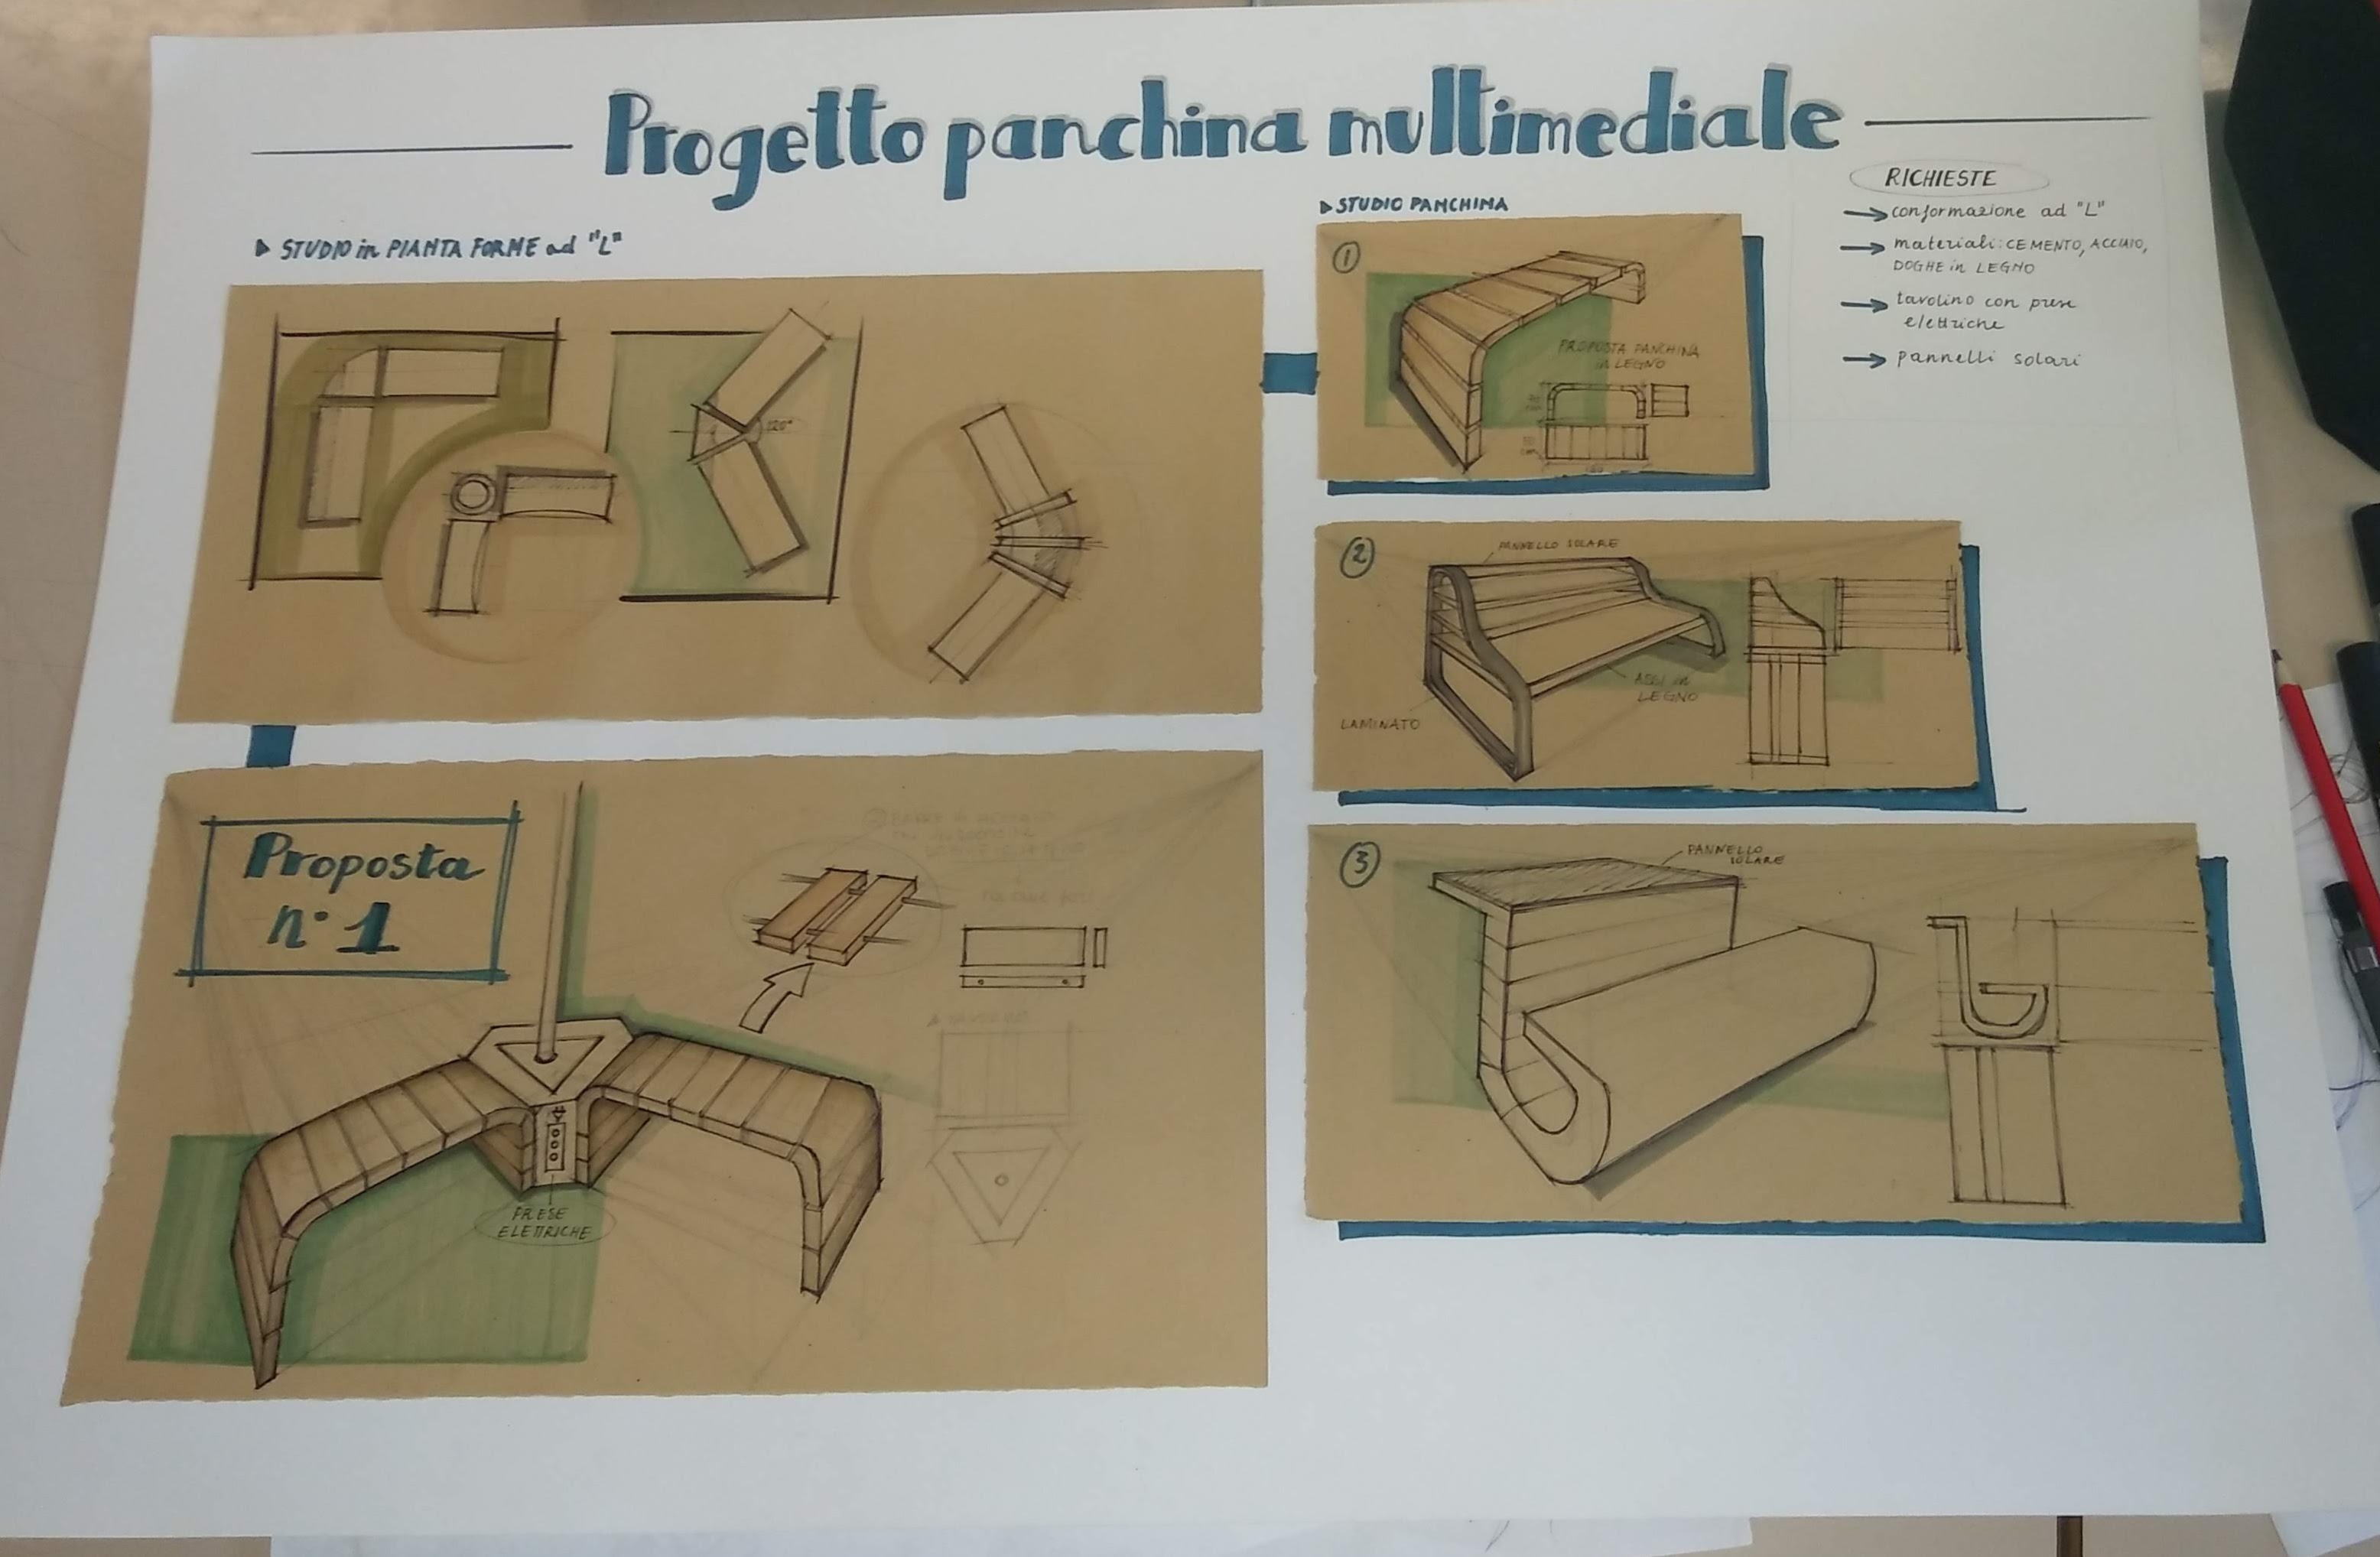 Progetto panchina multimediale
▶ STUDIO in PIANTA FORME ad "L"
120°
▶ STUDIO PANCHINA
1
PROPOSTA PANCHINA
in LEGNO
RICHIESTE
→ conformazione ad "L"
→ materiali: CEMENTO, ACCIAIO,
DOGHE in LEGNO
→ tavolino con prese
elettriche
→ pannelli solari
2
PANNELLO SOLARE
ASSI in
LEGNO
LAMINATO
3
PANNELLO
SOLARE
Proposta
n° 1
PRESE
ELETTRICHE